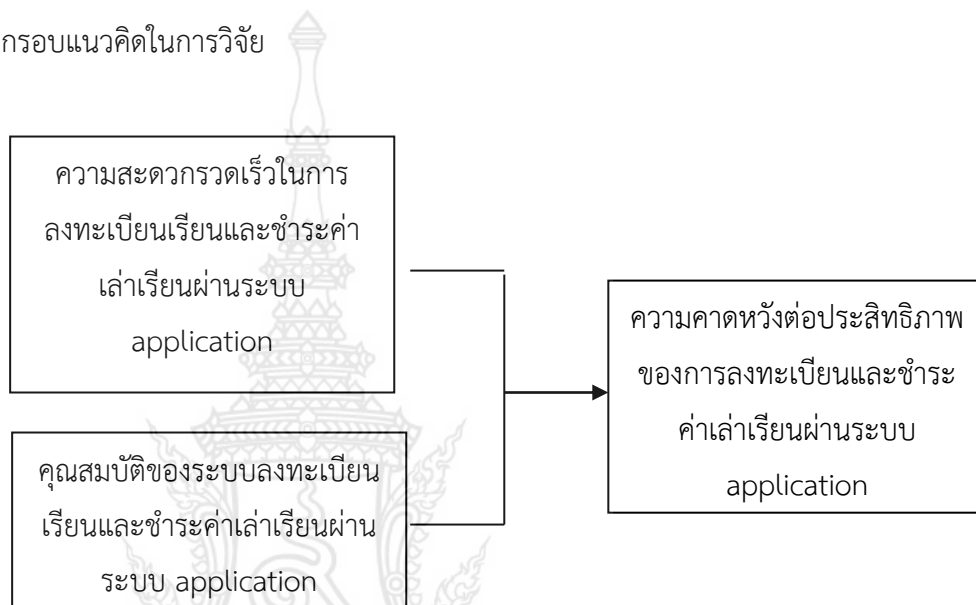 กรอบแนวคิดในการวิจัย
ความสะดวกรวดเร็วในการ
ลงทะเบียนเรียนและชำระค่า
เล่าเรียนผ่านระบบ
application
คุณสมบัติของระบบลงทะเบียน
เรียนและชำระค่าเล่าเรียนผ่าน
ระบบ application
ความคาดหวังต่อประสิทธิภาพ
ของการลงทะเบียนและชำระ
ค่าเล่าเรียนผ่านระบบ
application